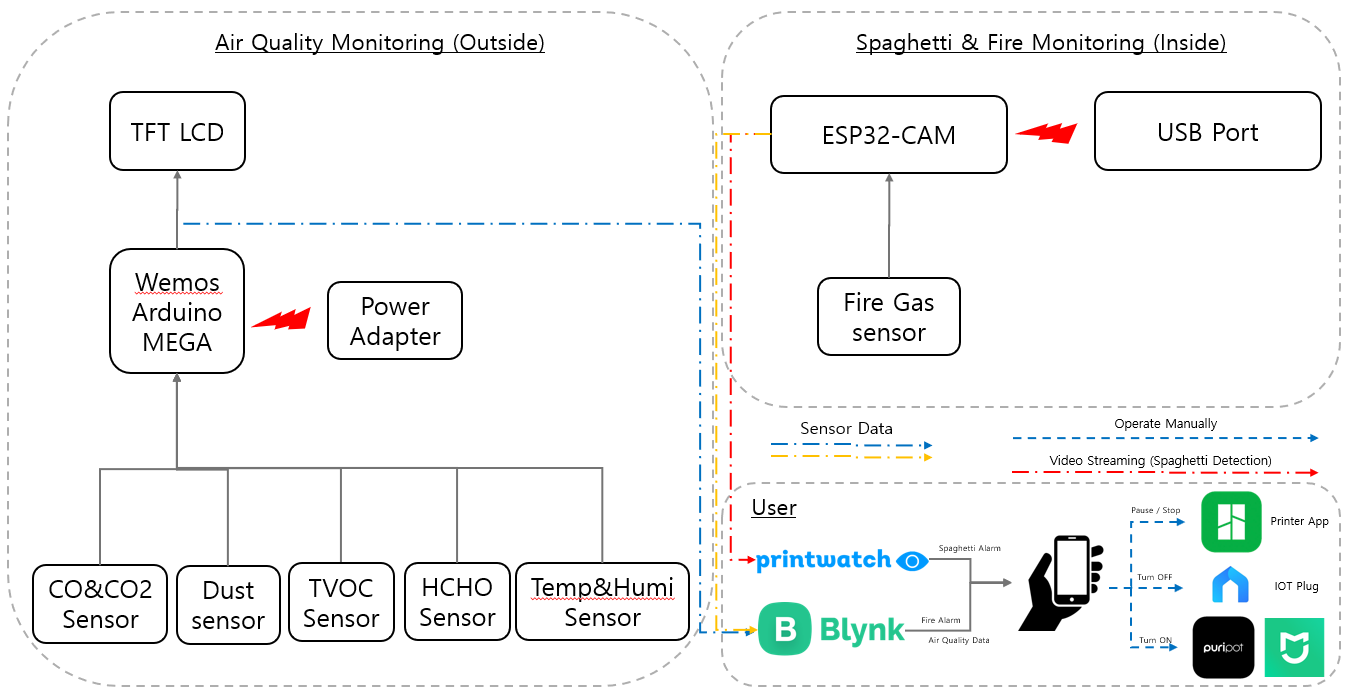 Air Quality Monitoring (Outside)
TFT LCD
Wemos
Arduino
MEGA
Power
Adapter
CO&CO2
Sensor
Dust
sensor
TVOC
Sensor
HCHO
Sensor
Temp&Humi
Sensor
Spaghetti & Fire Monitoring (Inside)
ESP32-CAM
USB Port
Fire Gas
sensor
Sensor Data
Operate Manually
Video Streaming (Spaghetti Detection)
User
printwatch
Spaghetti Alarm
B Blynk
Fire Alarm
Air Quality Data
Pause / Stop
Printer App
Turn OFF
IOT Plug
Turn ON
puripot